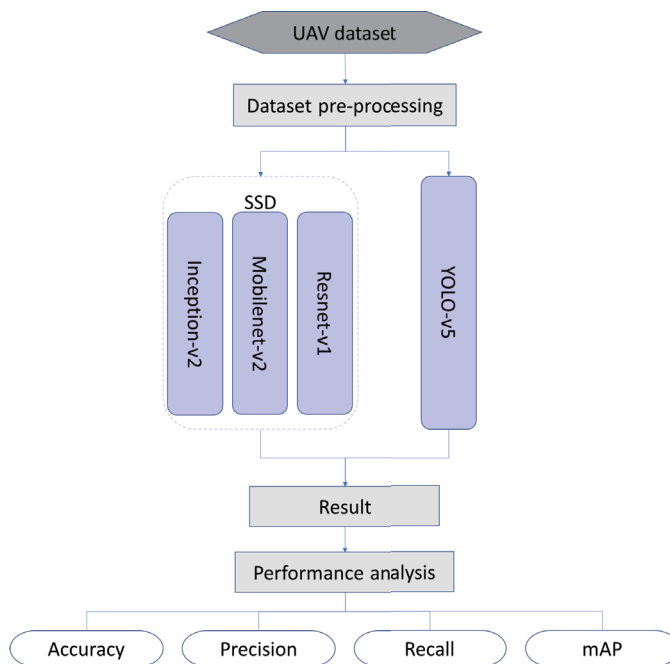 UAV dataset
Dataset pre-processing
SSD
Inception-v2
Mobilenet-v2
Resnet-v1
YOLO-v5
Result
Performance analysis
Accuracy
Precision
Recall
mAP